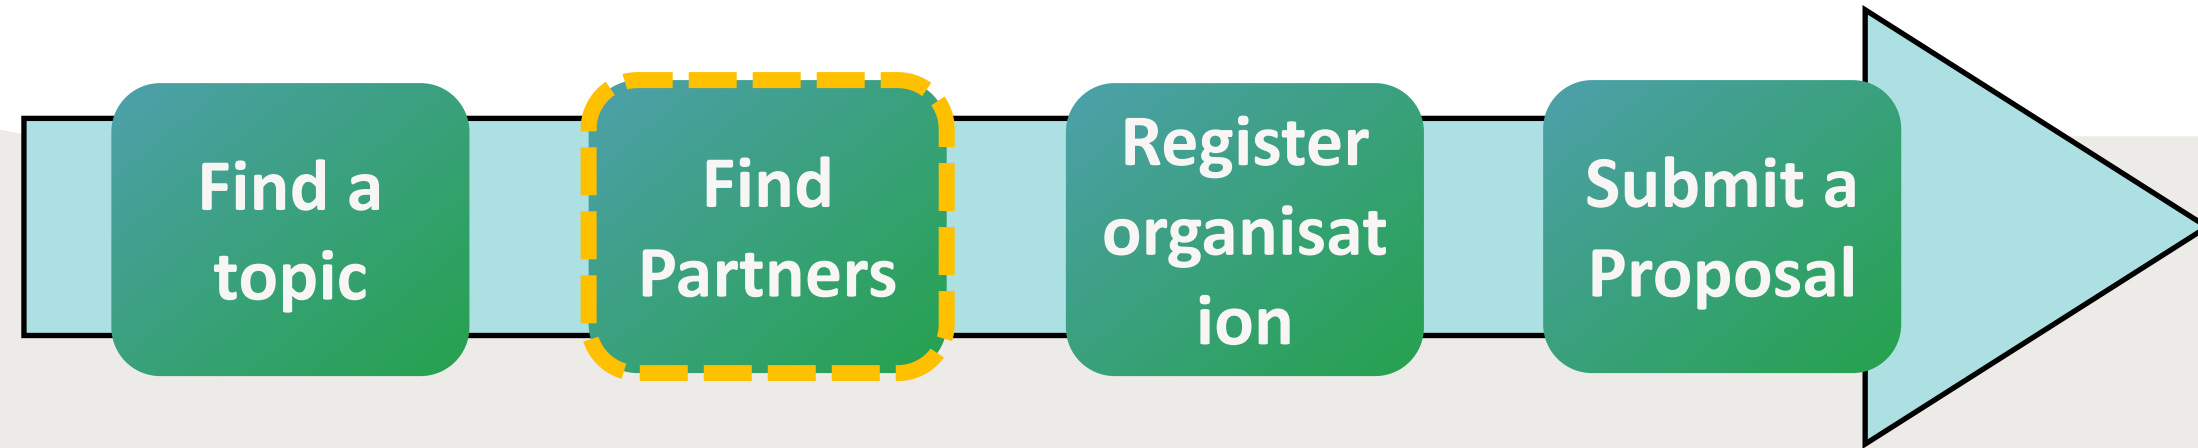 Find a
topic
Find
Partners
Register
organisat
ion
Submit a
Proposal